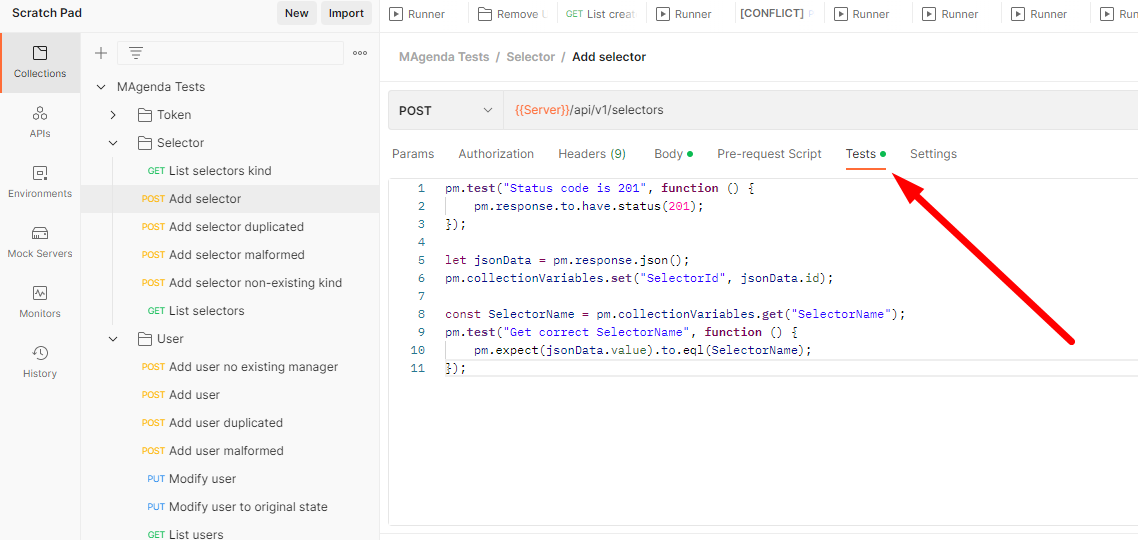 Scratch Pad
New
Import
Runner
Remove
GET List creat
Runner
[CONFLICT]
Runner
Runner
Runner
Collections
APIs
Environments
Mock Servers
Monitors
History
MAgenda Tests
Token
Selector
GET List selectors kind
POST Add selector
POST Add selector duplicated
POST Add selector malformed
POST Add selector non-existing kind
GET List selectors
User
POST Add user no existing manager
POST Add user
POST Add user duplicated
POST Add user malformed
PUT Modify user
PUT Modify user to original state
GET List users
MAgenda Tests / Selector / Add selector
POST {{Server}}/api/v1/selectors
Params Authorization Headers (9) Body Pre-request Script Tests Settings
1 pm.test("Status code is 201", function () {
2 pm.response.to.have.status(201);
3 });
4
5 let jsonData = pm.response.json();
6 pm.collectionVariables.set("SelectorId", jsonData.id);
7
8 const SelectorName = pm.collectionVariables.get("SelectorName");
9 pm.test("Get correct SelectorName", function () {
10 pm.expect(jsonData.value).to.eql(SelectorName);
11 });